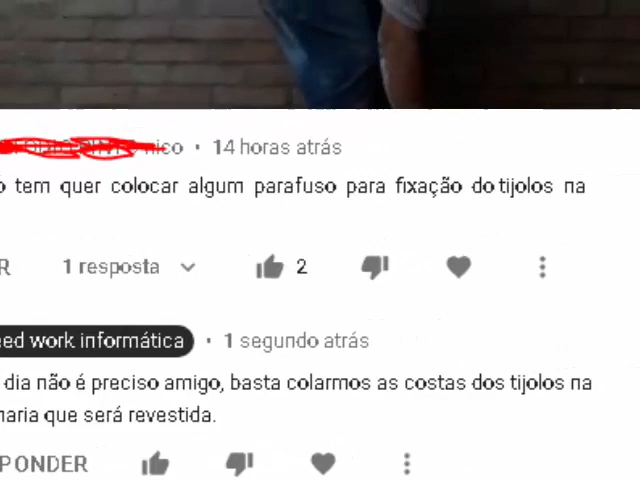 nico • 14 horas atrás
o tem quer colocar algum parafuso para fixação do tijolos na
R 1 resposta 2
eed work informática • 1 segundo atrás
dia não é preciso amigo, basta colarmos as costas dos tijolos na
naria que será revestida.
PONDER